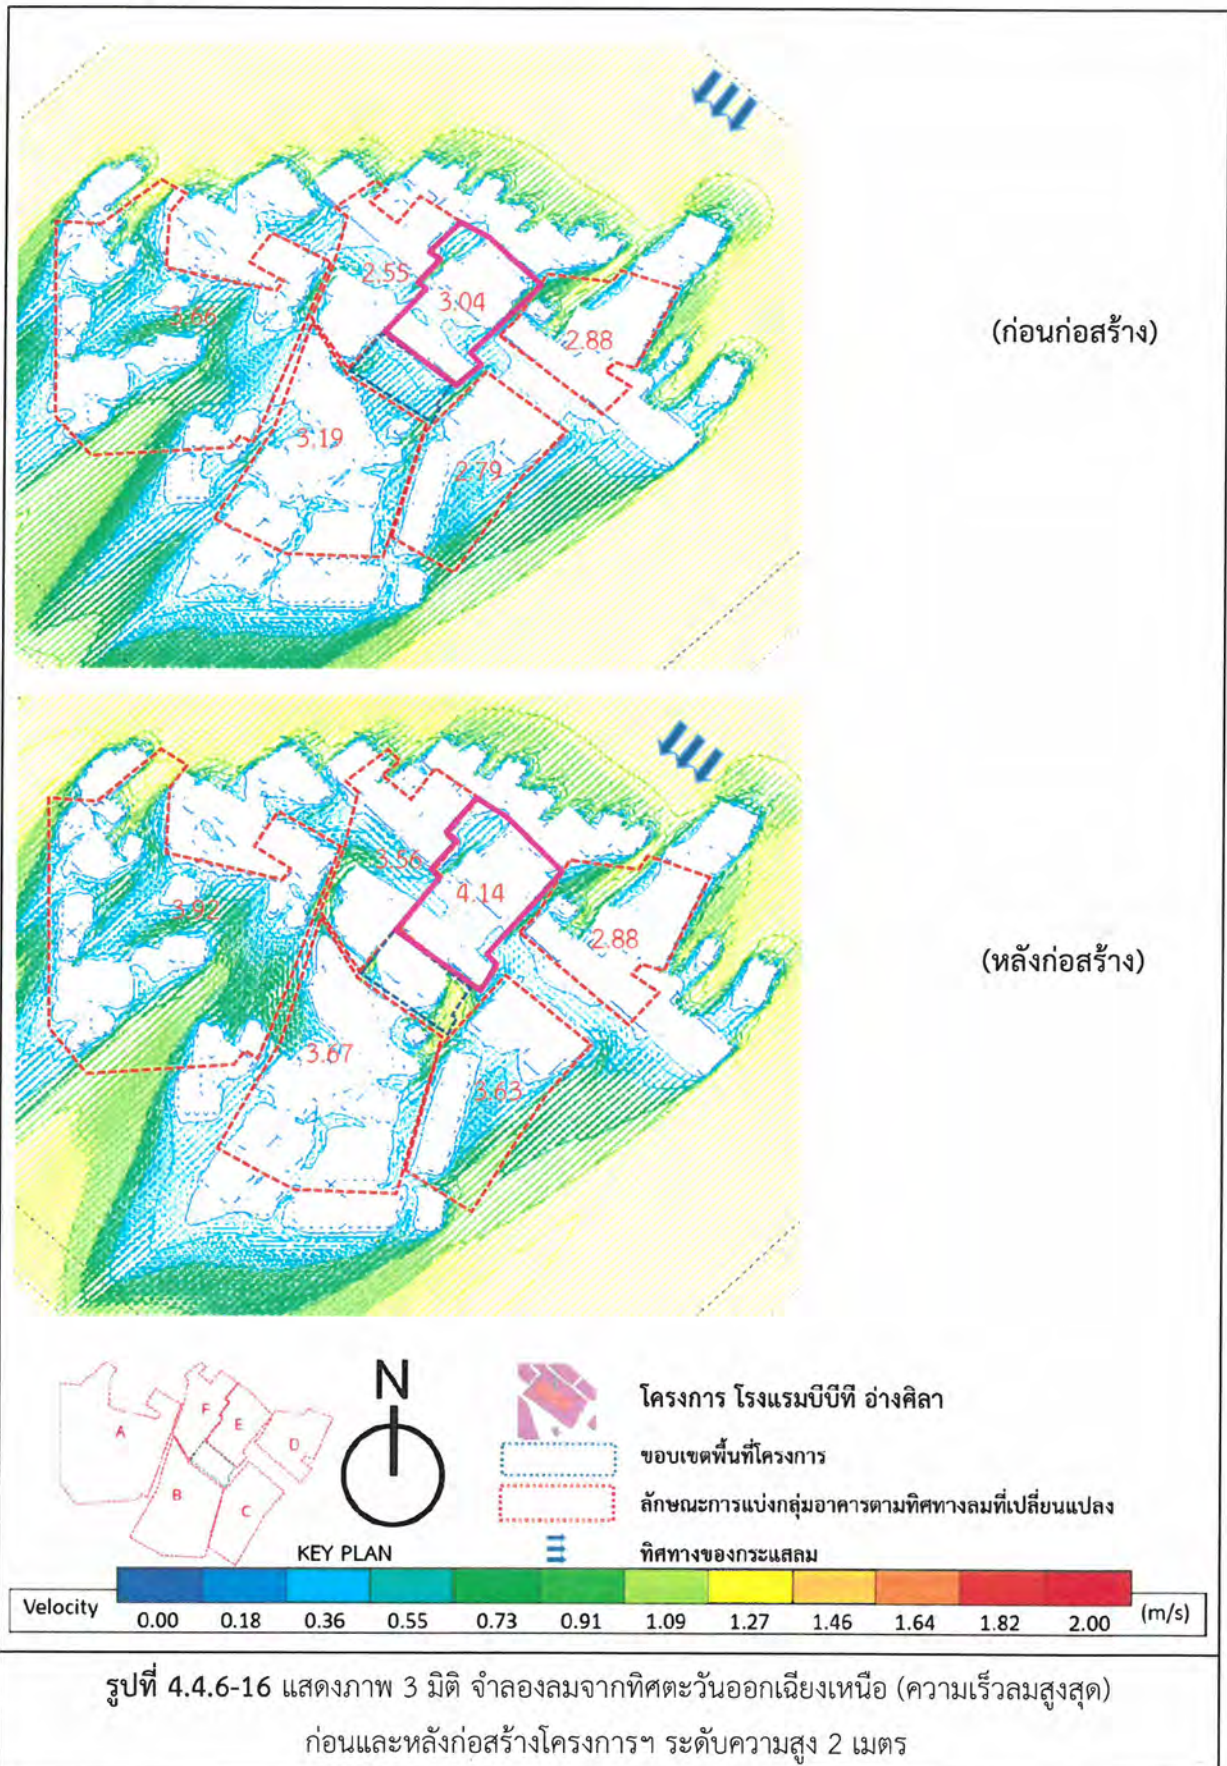 (ก่อนก่อสร้าง)
2.55
3.04
3.66
2.88
3.19
2.79
(หลังก่อสร้าง)
3.56
4.14
3.92
2.88
3.67
3.63
N
F
A
E
D
B
C
KEY PLAN
โครงการ โรงแรมบีบีที อ่างศิลา
ขอบเขตพื้นที่โครงการ
ลักษณะการแบ่งกลุ่มอาคารตามทิศทางลมที่เปลี่ยนแปลง
ทิศทางของกระแสลม
Velocity 0.00 0.18 0.36 0.55 0.73 0.91 1.09 1.27 1.46 1.64 1.82 2.00 (m/s)
รูปที่ 4.4.6-16 แสดงภาพ 3 มิติ จำลองลมจากทิศตะวันออกเฉียงเหนือ (ความเร็วลมสูงสุด)
ก่อนและหลังก่อสร้างโครงการฯ ระดับความสูง 2 เมตร